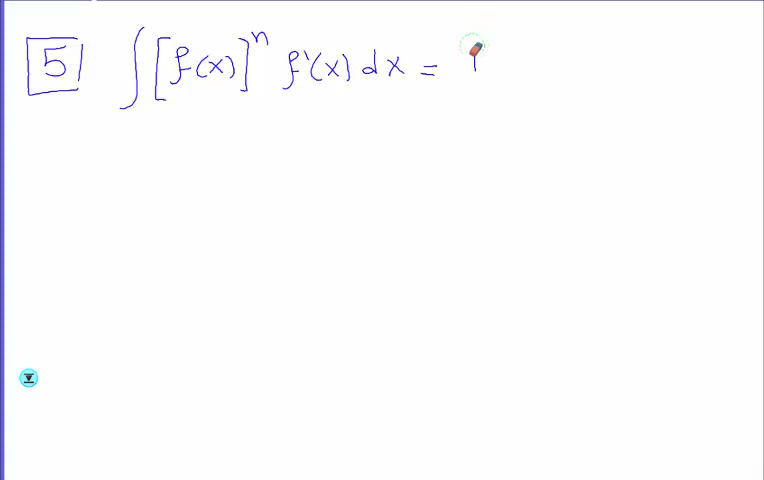 5 ∫ [f(x)]ⁿ f'(x) dx =